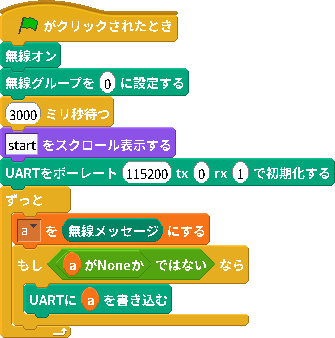 がクリックされたとき
無線オン
無線グループを 0 に設定する
3000 ミリ秒待つ
start をスクロール表示する
UARTをボーレート 115200 tx 0 rx 1 で初期化する
ずっと
a を 無線メッセージ にする
もし a がNoneか ではない なら
UARTに a を書き込む